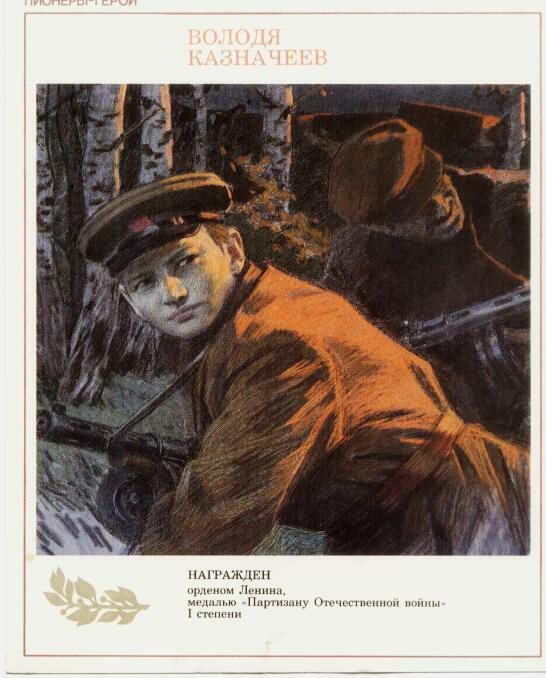 ПИОНЕРЫ-ГЕРОИ
ВОЛОДЯ
КАЗНАЧЕЕВ
НАГРАЖДЕН
орденом Ленина,
медалью «Партизану Отечественной войны»
I степени